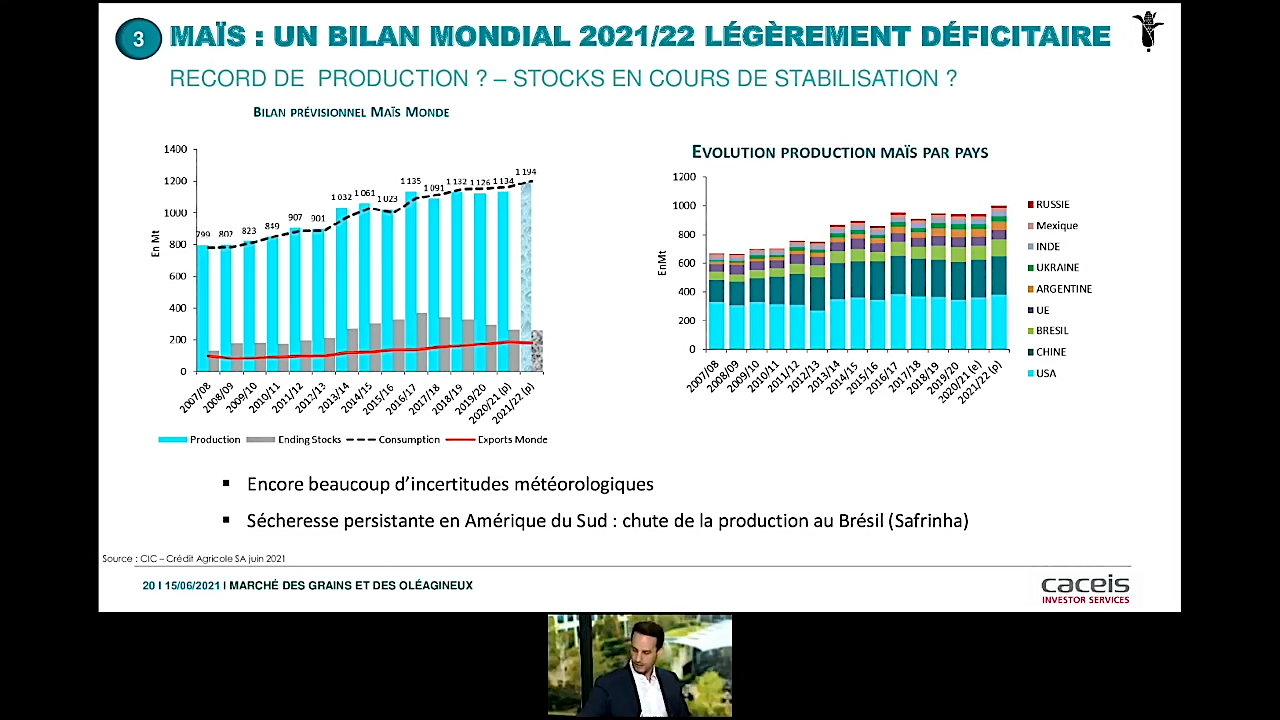 3
MAÏS : UN BILAN MONDIAL 2021/22 LÉGÈREMENT DÉFICITAIRE
RECORD DE PRODUCTION ? – STOCKS EN COURS DE STABILISATION ?
BILAN PRÉVISIONNEL MAÏS MONDE
En Mt
1400
1200
1000
800
600
400
200
0
799
807
823
849
907
901
1 032
1 061
1 023
1 135
1 091
1 132
1 126
1 134
1 194
2007/08
2008/09
2009/10
2010/11
2011/12
2012/13
2013/14
2014/15
2015/16
2016/17
2017/18
2018/19
2019/20
2020/21 (p)
2021/22 (p)
Production
Ending Stocks
Consumption
Exports Monde
EVOLUTION PRODUCTION MAÏS PAR PAYS
EnMt
1200
1000
800
600
400
200
0
2007/08
2008/09
2009/10
2010/11
2011/12
2012/13
2013/14
2014/15
2015/16
2016/17
2017/18
2018/19
2019/20
2020/21 (e)
2021/22 (p)
RUSSIE
Mexique
INDE
UKRAINE
ARGENTINE
UE
BRESIL
CHINE
USA
▪ Encore beaucoup d’incertitudes météorologiques
▪ Sécheresse persistante en Amérique du Sud : chute de la production au Brésil (Safrinha)
Source : CIC – Crédit Agricole SA juin 2021
20 I 15/06/2021 I MARCHÉ DES GRAINS ET DES OLÉAGINEUX
caceis
INVESTOR SERVICES